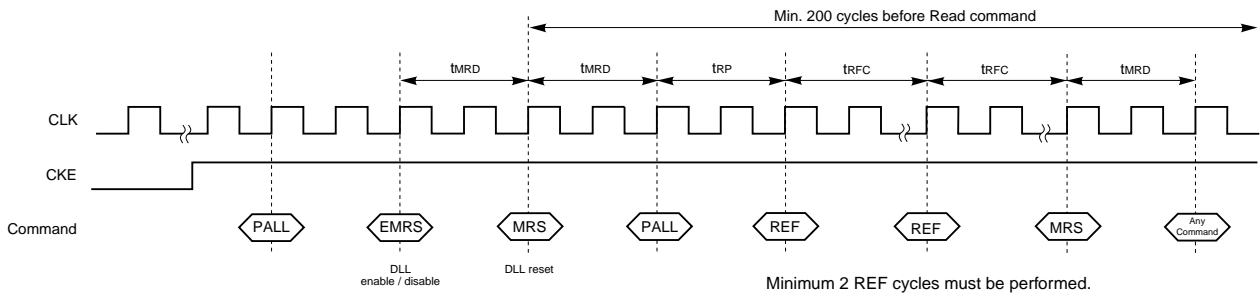 Min. 200 cycles before Read command
tMRD tMRD tRP tRFC tRFC tMRD
CLK
CKE
Command PALL EMRS MRS PALL REF REF MRS Any Command
DLL enable / disable
DLL reset
Minimum 2 REF cycles must be performed.